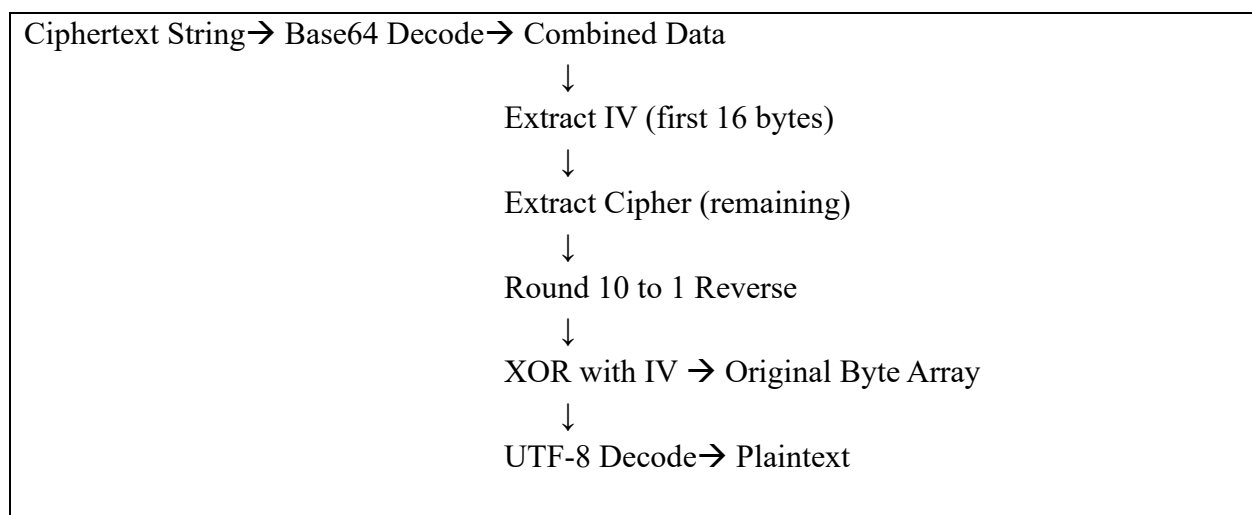 Ciphertext String→ Base64 Decode→ Combined Data
↓
Extract IV (first 16 bytes)
↓
Extract Cipher (remaining)
↓
Round 10 to 1 Reverse
↓
XOR with IV → Original Byte Array
↓
UTF-8 Decode→ Plaintext